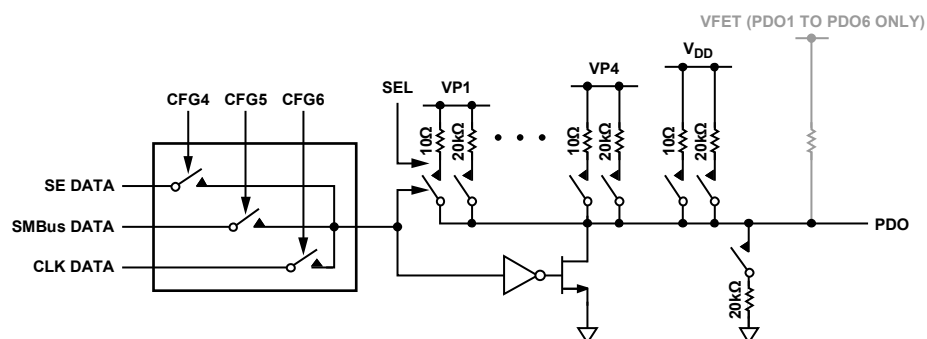 VFET (PDO1 TO PDO6 ONLY)
VDD
VP4
CFG4 CFG5 CFG6 SEL VP1
10Ω 20kΩ 10Ω 20kΩ 10Ω 20kΩ
SE DATA
SMBus DATA
PDO
CLK DATA
20kΩ